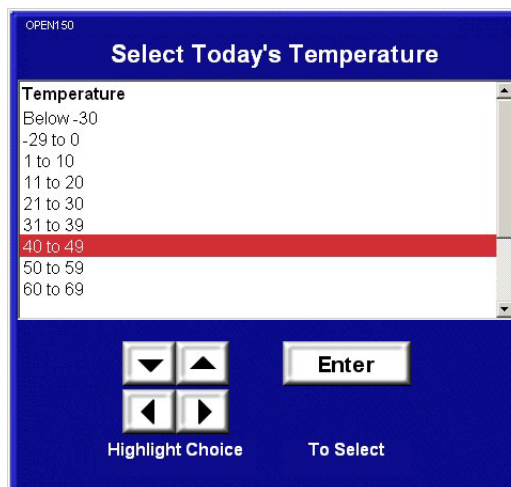 OPEN150
Select Today's Temperature
Temperature
Below -30
-29 to 0
1 to 10
11 to 20
21 to 30
31 to 39
40 to 49
50 to 59
60 to 69
Enter
Highlight Choice To Select